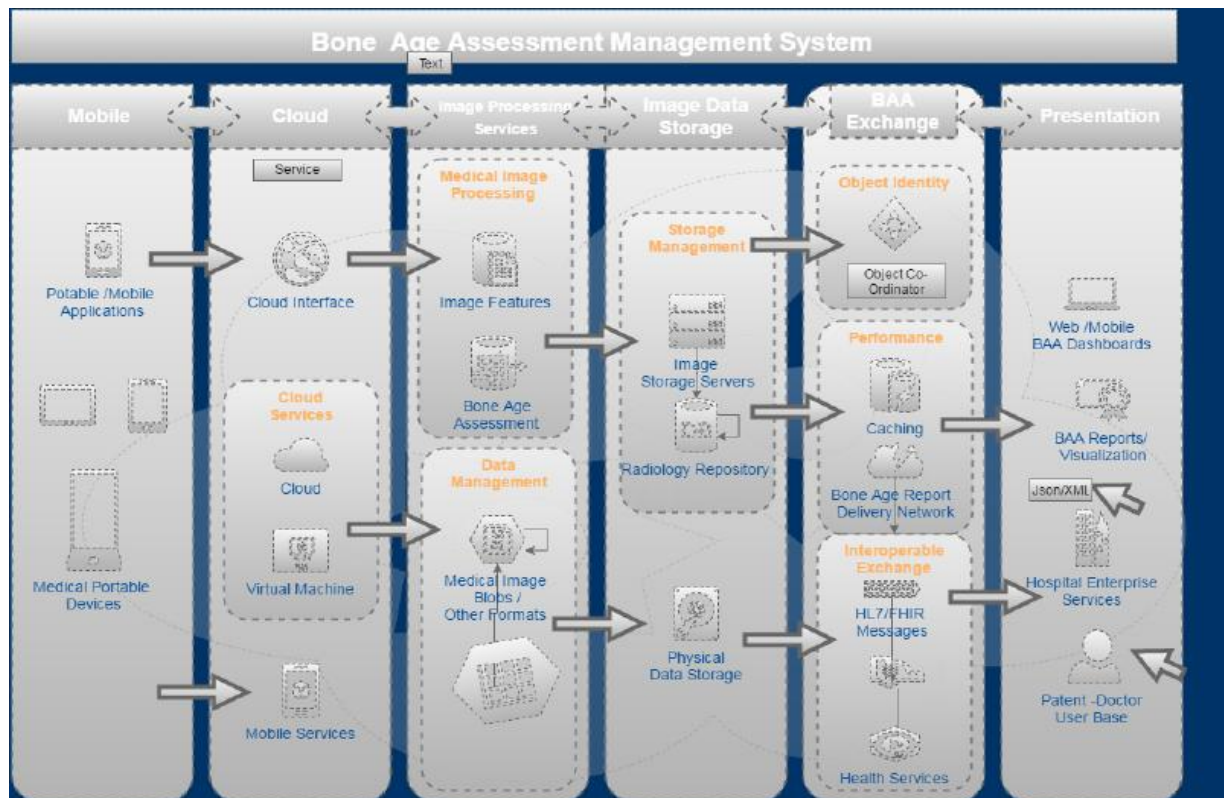 Bone Age Assessment Management System
Text
Mobile
Cloud
Image Processing
Services
Image Data
Storage
BAA
Exchange
Presentation
Potable /Mobile
Applications
Medical Portable
Devices
Service
Cloud Interface
Cloud
Services
Cloud
Virtual Machine
Mobile Services
Medical Image
Processing
Image Features
Bone Age
Assessment
Data
Management
Medical Image
Blobs /
Other Formats
Storage
Management
Image
Storage Servers
Radiology Repository
Physical
Data Storage
Object Identity
Object Co-
Ordinator
Performance
Caching
Bone Age Report
Delivery Network
Interoperable
Exchange
HL7/FHIR
Messages
Health Services
Web /Mobile
BAA Dashboards
BAA Reports/
Visualization
Json/XML
Hospital Enterprise
Services
Patent -Doctor
User Base